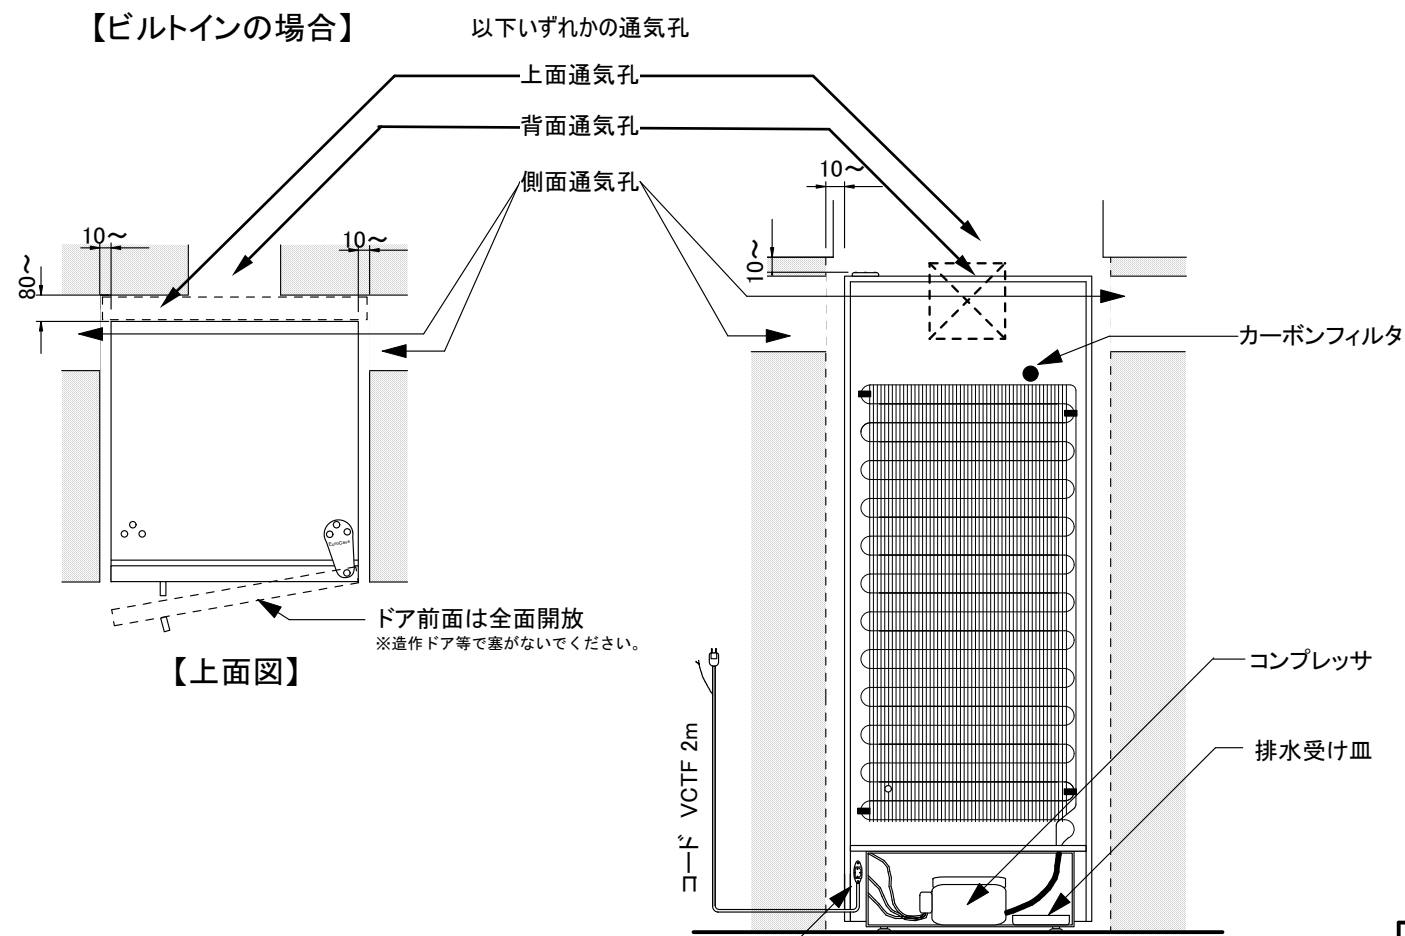 【ビルトインの場合】
以下いずれかの通気孔
上面通気孔
背面通気孔
側面通気孔
10～
10～
80～
10～
10～
カーボンフィルタ
EuroCave
ドア前面は全面開放
※造作ドア等で塞がないでください。
【上面図】
コンプレッサ
排水受け皿
コード VCTF 2m